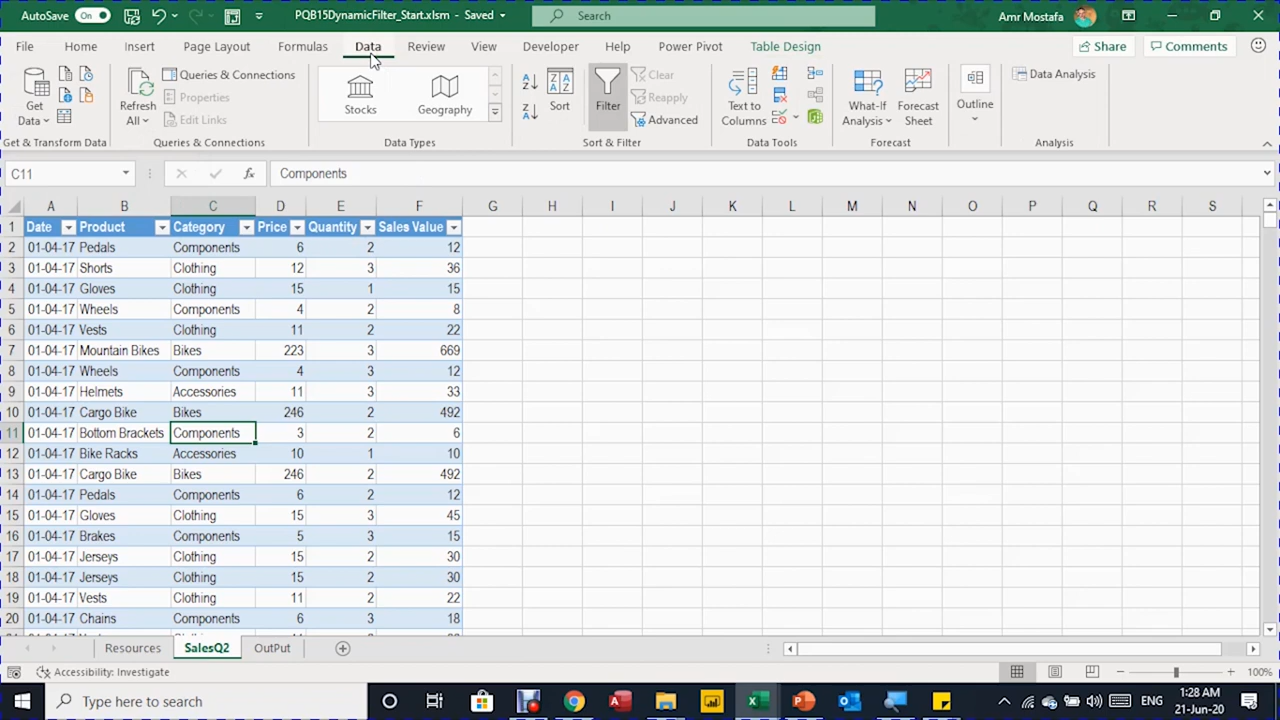 AutoSave On PQB15DynamicFilter_Start.xlsm - Saved Search Amr Mostafa
File Home Insert Page Layout Formulas Data Review View Developer Help Power Pivot Table Design Share Comments
Get Data Refresh All Queries & Connections Properties Edit Links Stocks Geography Sort Filter Clear Reapply Advanced Text to Columns What-If Analysis Forecast Sheet Outline Data Analysis
Get & Transform Data Queries & Connections Data Types Sort & Filter Data Tools Forecast Analysis
C11 fx Components
A B C D E F G H I J K L M N O P Q R S
1 Date Product Category Price Quantity Sales Value
2 01-04-17 Pedals Components 6 2 12
3 01-04-17 Shorts Clothing 12 3 36
4 01-04-17 Gloves Clothing 15 1 15
5 01-04-17 Wheels Components 4 2 8
6 01-04-17 Vests Clothing 11 2 22
7 01-04-17 Mountain Bikes Bikes 223 3 669
8 01-04-17 Wheels Components 4 3 12
9 01-04-17 Helmets Accessories 11 3 33
10 01-04-17 Cargo Bike Bikes 246 2 492
11 01-04-17 Bottom Brackets Components 3 2 6
12 01-04-17 Bike Racks Accessories 10 1 10
13 01-04-17 Cargo Bike Bikes 246 2 492
14 01-04-17 Pedals Components 6 2 12
15 01-04-17 Gloves Clothing 15 3 45
16 01-04-17 Brakes Components 5 3 15
17 01-04-17 Jerseys Clothing 15 2 30
18 01-04-17 Jerseys Clothing 15 2 30
19 01-04-17 Vests Clothing 11 2 22
20 01-04-17 Chains Components 6 3 18
Resources SalesQ2 OutPut
Accessibility: Investigate 100%
Type here to search ENG 1:28 AM
21-Jun-20